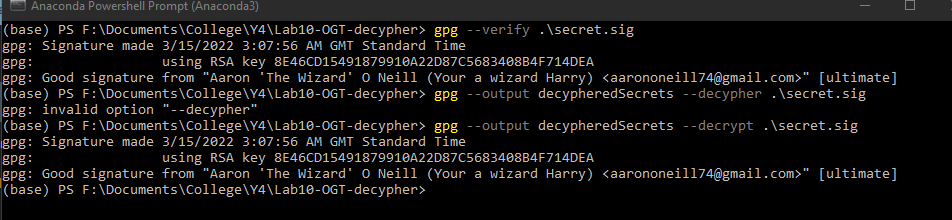 Anaconda Powershell Prompt (Anaconda3)
(base) PS F:\Documents\College\Y4\Lab10-OGT-decypher> gpg --verify .\secret.sig
gpg: Signature made 3/15/2022 3:07:56 AM GMT Standard Time
gpg:                using RSA key 8E46CD15491879910A22D87C5683408B4F714DEA
gpg: Good signature from "Aaron 'The Wizard' O Neill (Your a wizard Harry) <aarononeill74@gmail.com>" [ultimate]
(base) PS F:\Documents\College\Y4\Lab10-OGT-decypher> gpg --output decypheredSecrets --decypher .\secret.sig
gpg: invalid option "--decypher"
(base) PS F:\Documents\College\Y4\Lab10-OGT-decypher> gpg --output decypheredSecrets --decrypt .\secret.sig
gpg: Signature made 3/15/2022 3:07:56 AM GMT Standard Time
gpg:                using RSA key 8E46CD15491879910A22D87C5683408B4F714DEA
gpg: Good signature from "Aaron 'The Wizard' O Neill (Your a wizard Harry) <aarononeill74@gmail.com>" [ultimate]
(base) PS F:\Documents\College\Y4\Lab10-OGT-decypher>